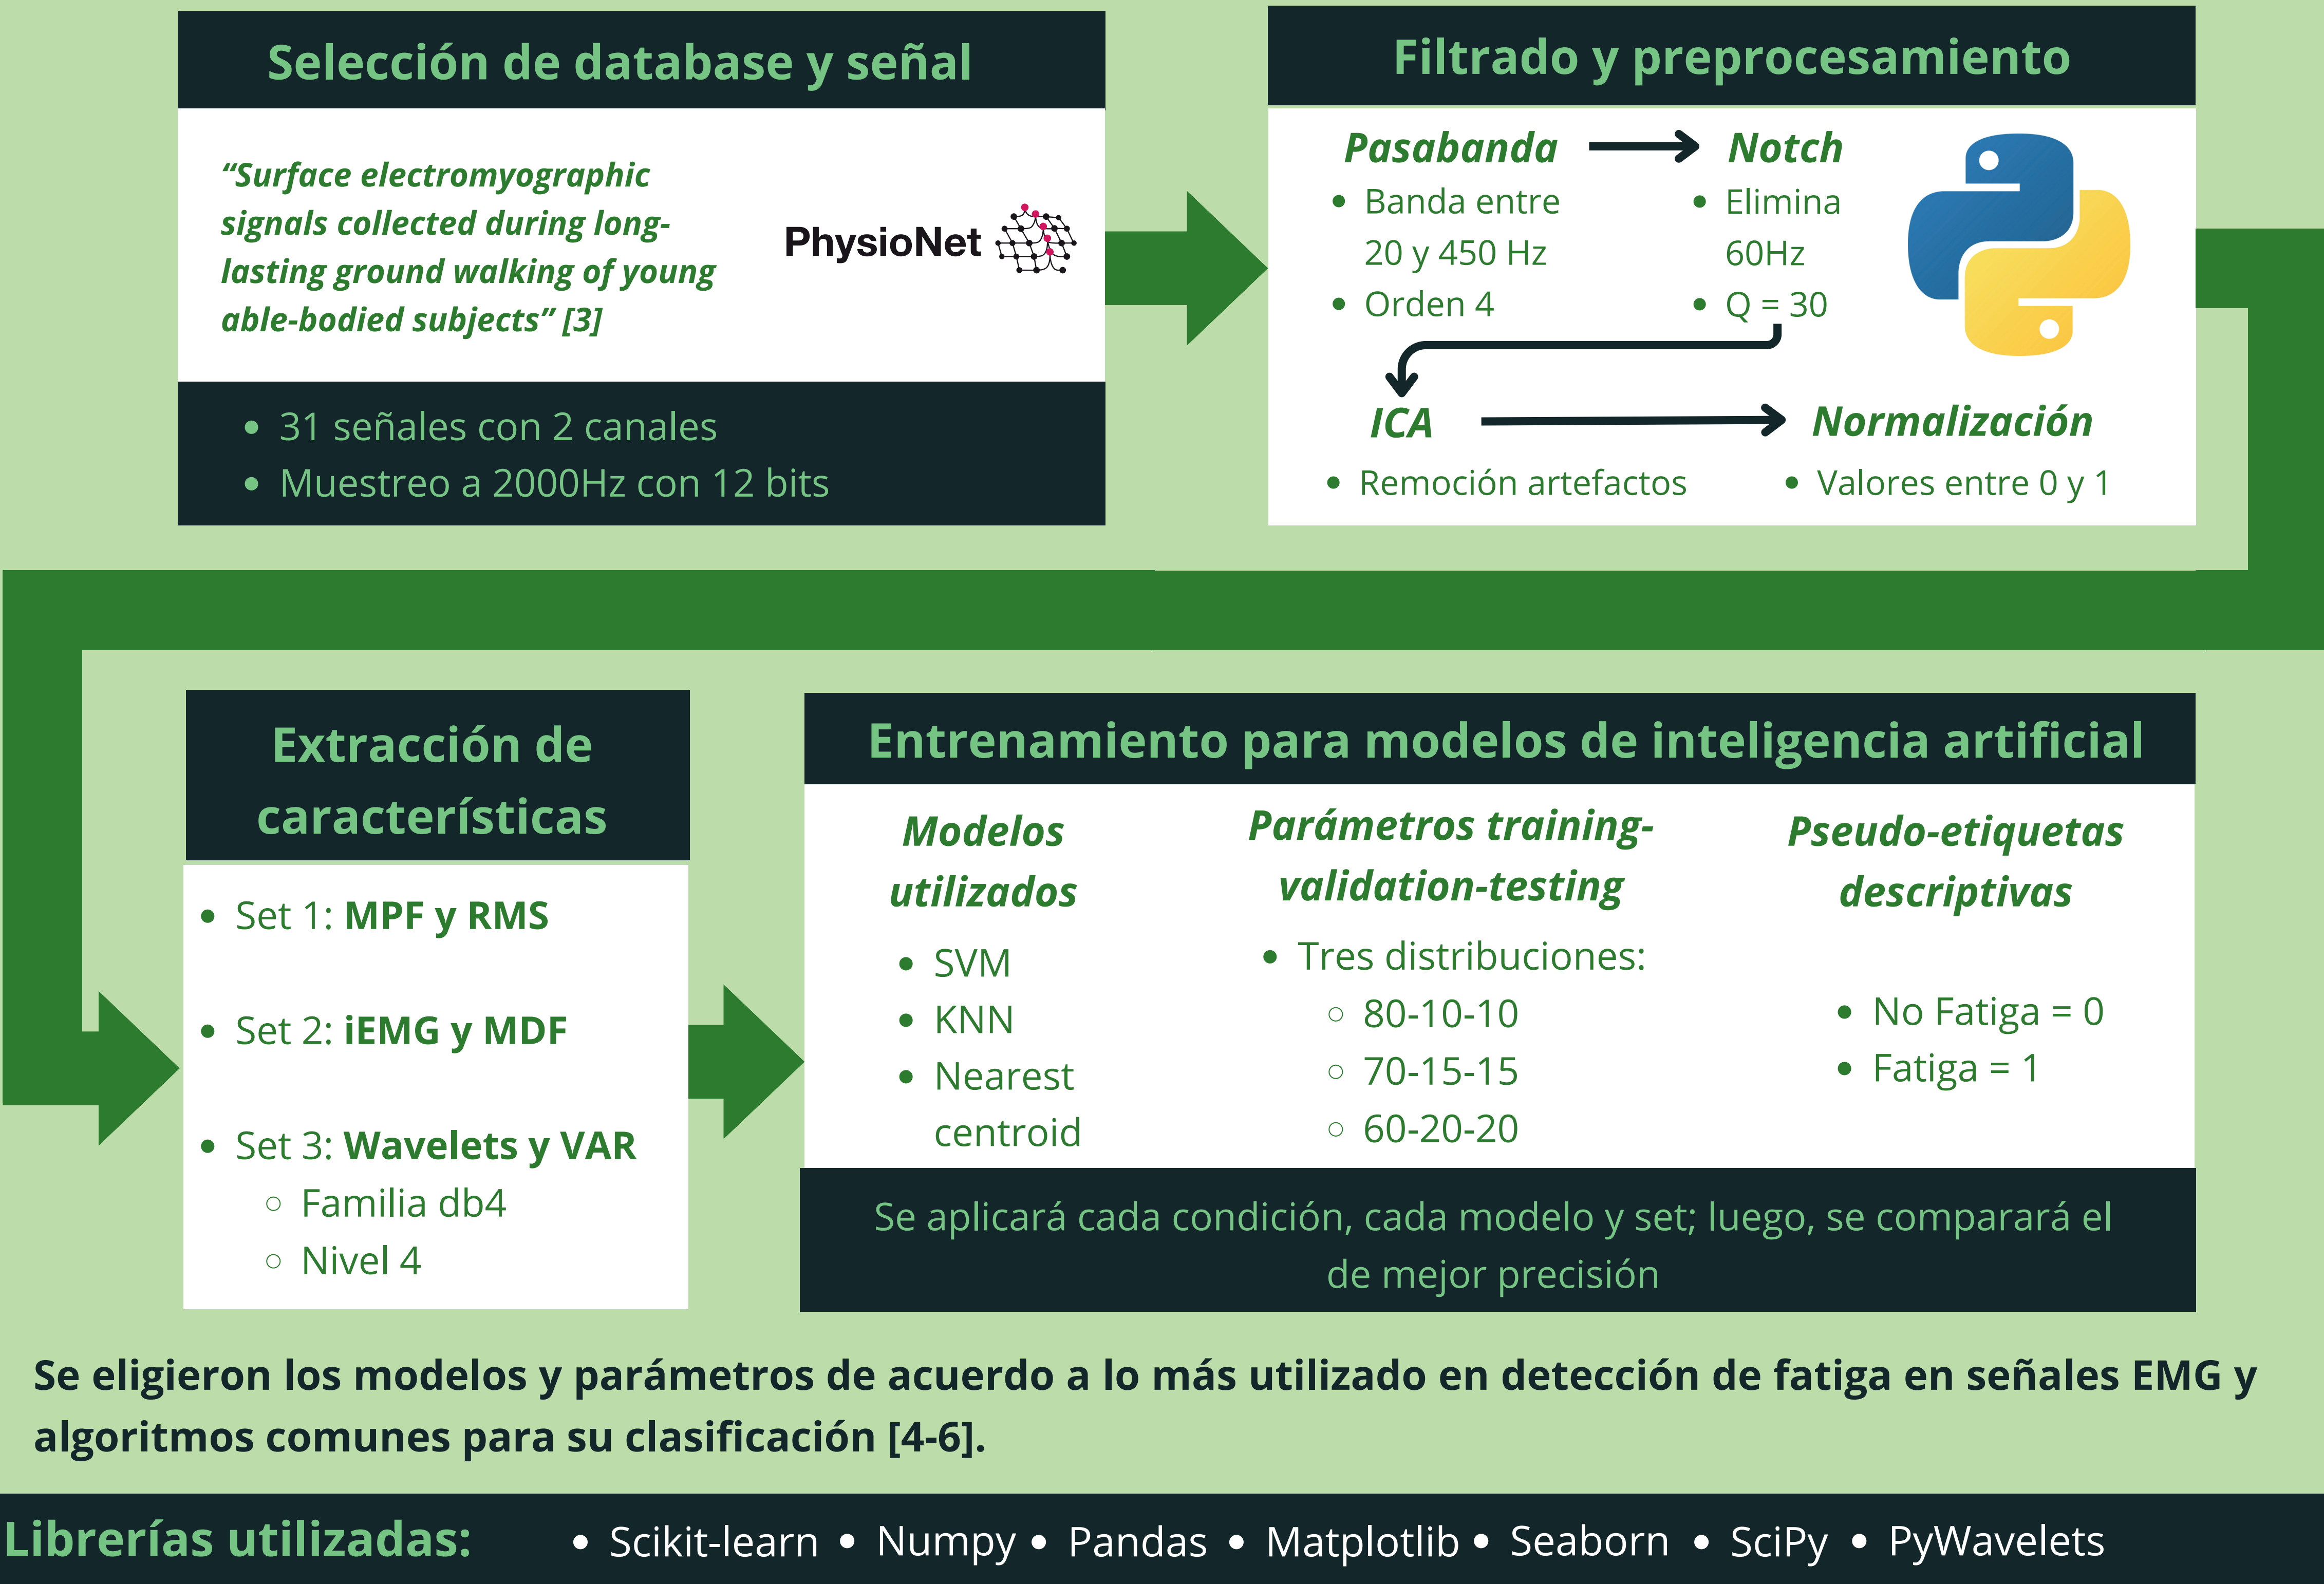 Selección de database y señal
“Surface electromyographic
signals collected during long-
lasting ground walking of young
able-bodied subjects” [3]
PhysioNet
• 31 señales con 2 canales
• Muestreo a 2000Hz con 12 bits
Filtrado y preprocesamiento
Pasabanda
• Banda entre
20 y 450 Hz
• Orden 4
Notch
• Elimina
60Hz
• Q = 30
ICA
• Remoción artefactos
Normalización
• Valores entre 0 y 1
Extracción de
características
• Set 1: MPF y RMS
• Set 2: iEMG y MDF
• Set 3: Wavelets y VAR
○ Familia db4
○ Nivel 4
Entrenamiento para modelos de inteligencia artificial
Modelos
utilizados
• SVM
• KNN
• Nearest
centroid
Parámetros training-
validation-testing
• Tres distribuciones:
○ 80-10-10
○ 70-15-15
○ 60-20-20
Pseudo-etiquetas
descriptivas
• No Fatiga = 0
• Fatiga = 1
Se aplicará cada condición, cada modelo y set; luego, se comparará el
de mejor precisión
Se eligieron los modelos y parámetros de acuerdo a lo más utilizado en detección de fatiga en señales EMG y
algoritmos comunes para su clasificación [4-6].
Librerías utilizadas: • Scikit-learn • Numpy • Pandas • Matplotlib • Seaborn • SciPy • PyWavelets